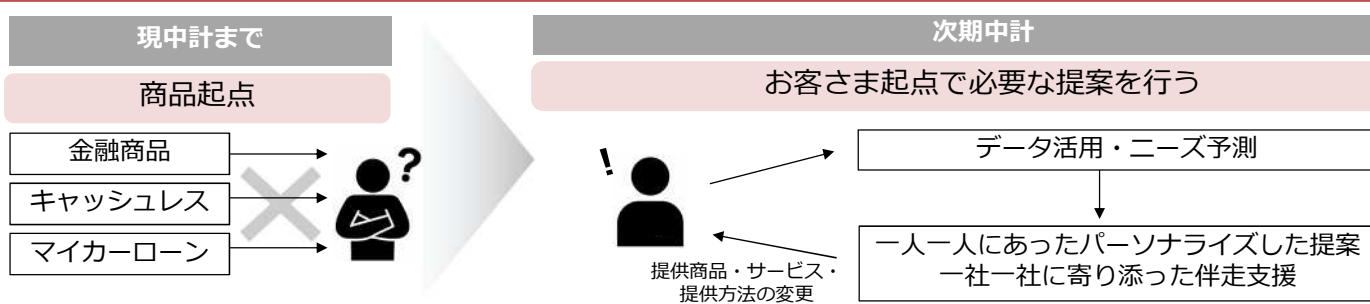 現中計まで
商品起点
金融商品
キャッシュレス
マイカーローン
?
次期中計
お客さま起点で必要な提案を行う
!
データ活用・ニーズ予測
一人一人にあったパーソナライズした提案
一社一社に寄り添った伴走支援
提供商品・サービス・
提供方法の変更